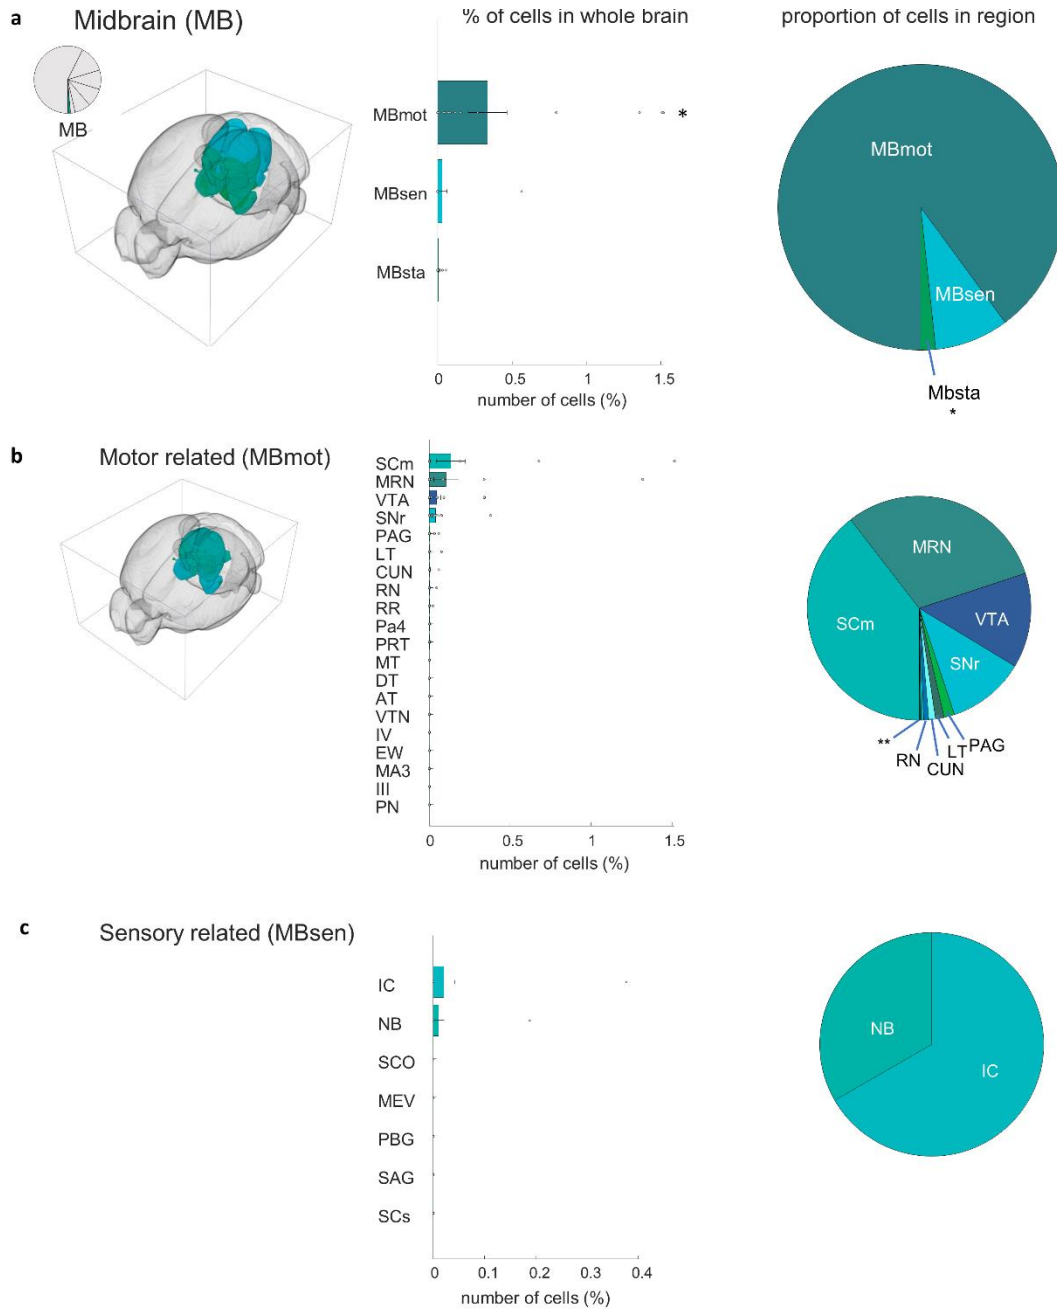 a
Midbrain (MB)
% of cells in whole brain
proportion of cells in region
MB
MBmot
*
MBsen
MBsta
0 0.5 1 1.5
number of cells (%)
MBmot
MBsen
Mbsta
*
b
Motor related (MBmot)
SCm
MRN
VTA
SNr
PAG
LT
CUN
RN
RR
Pa4
PRT
MT
DT
AT
VTN
IV
EW
MA3
III
PN
0 0.5 1 1.5
number of cells (%)
MRN
SCm
VTA
SNr
**
RN
CUN
LT
PAG
c
Sensory related (MBsen)
IC
NB
SCO
MEV
PBG
SAG
SCs
0 0.1 0.2 0.3 0.4
number of cells (%)
NB
IC